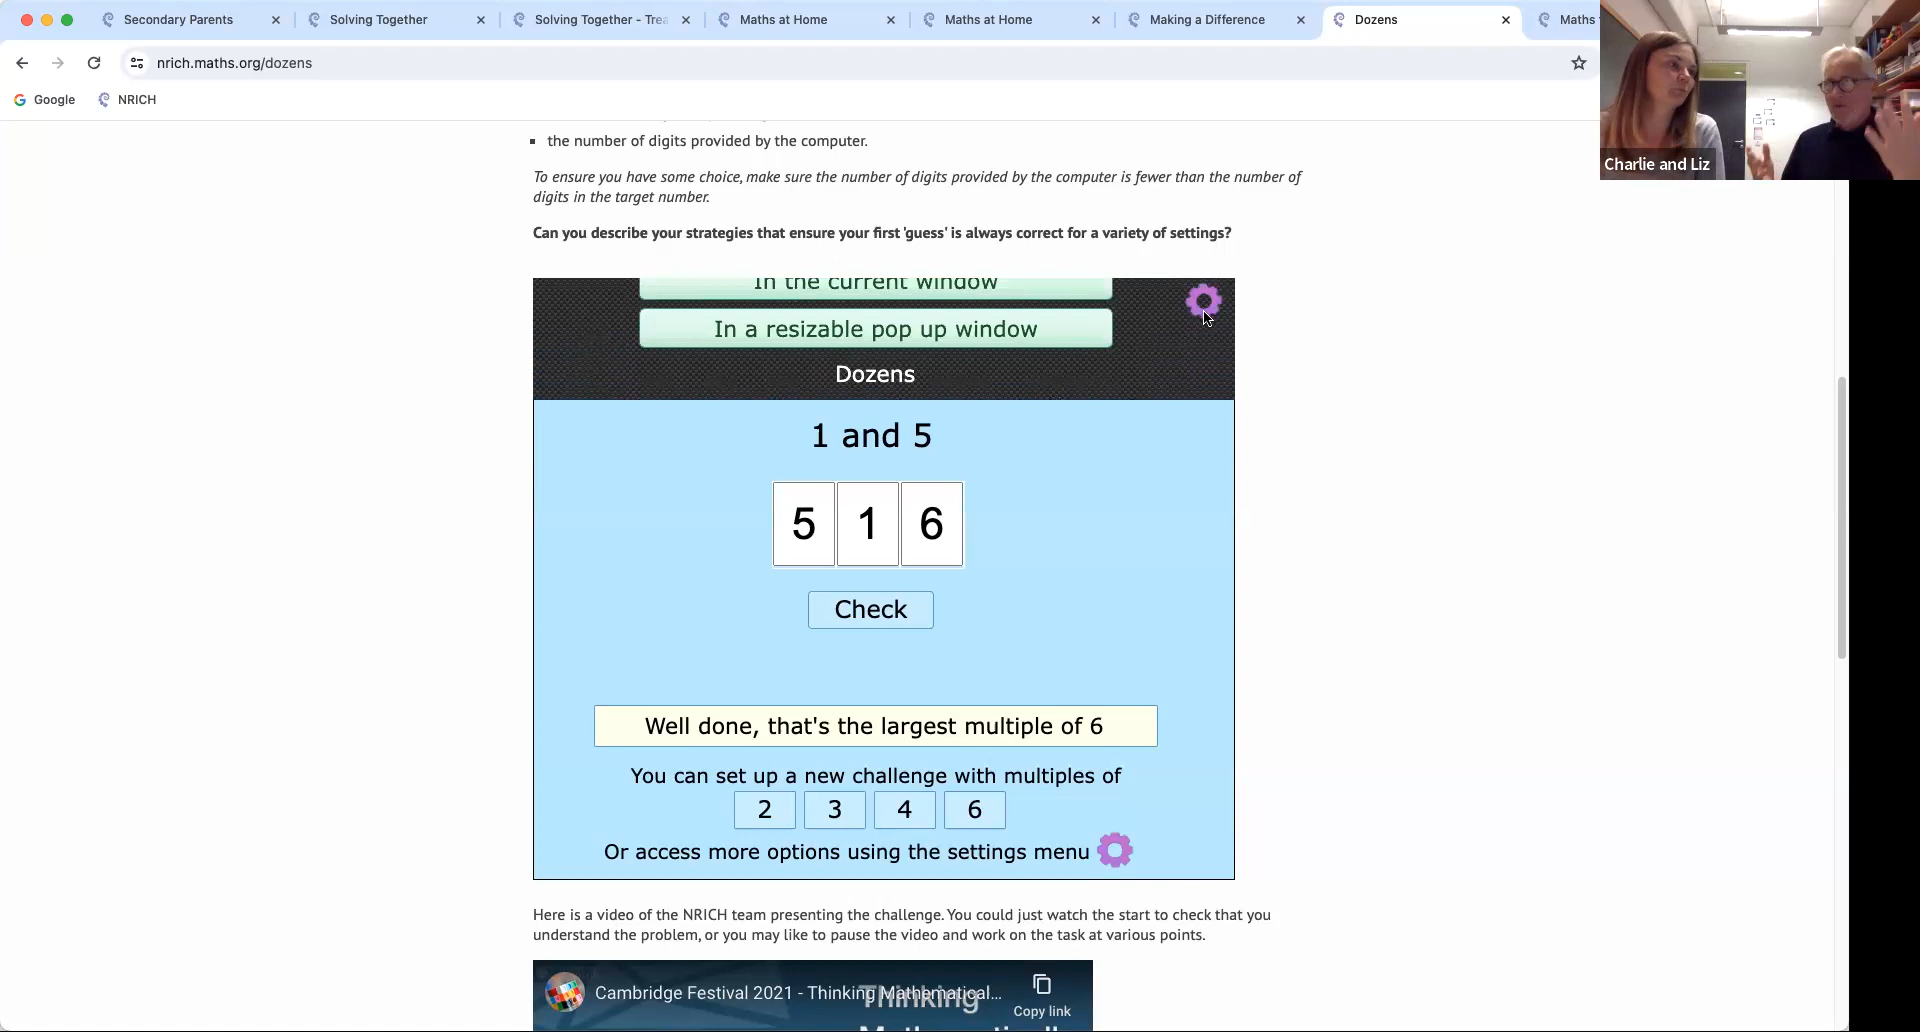 Secondary Parents
Solving Together
Solving Together - Trea
Maths at Home
Maths at Home
Making a Difference
Dozens
Maths
nrich.maths.org/dozens
Google
NRICH
Charlie and Liz
the number of digits provided by the computer.
To ensure you have some choice, make sure the number of digits provided by the computer is fewer than the number of
digits in the target number.
Can you describe your strategies that ensure your first 'guess' is always correct for a variety of settings?
In the current window
In a resizable pop up window
Dozens
1 and 5
5 1 6
Check
Well done, that's the largest multiple of 6
You can set up a new challenge with multiples of
2 3 4 6
Or access more options using the settings menu
Here is a video of the NRICH team presenting the challenge. You could just watch the start to check that you
understand the problem, or you may like to pause the video and work on the task at various points.
Cambridge Festival 2021 - Thinking Mathematical...
Thinking
Copy link